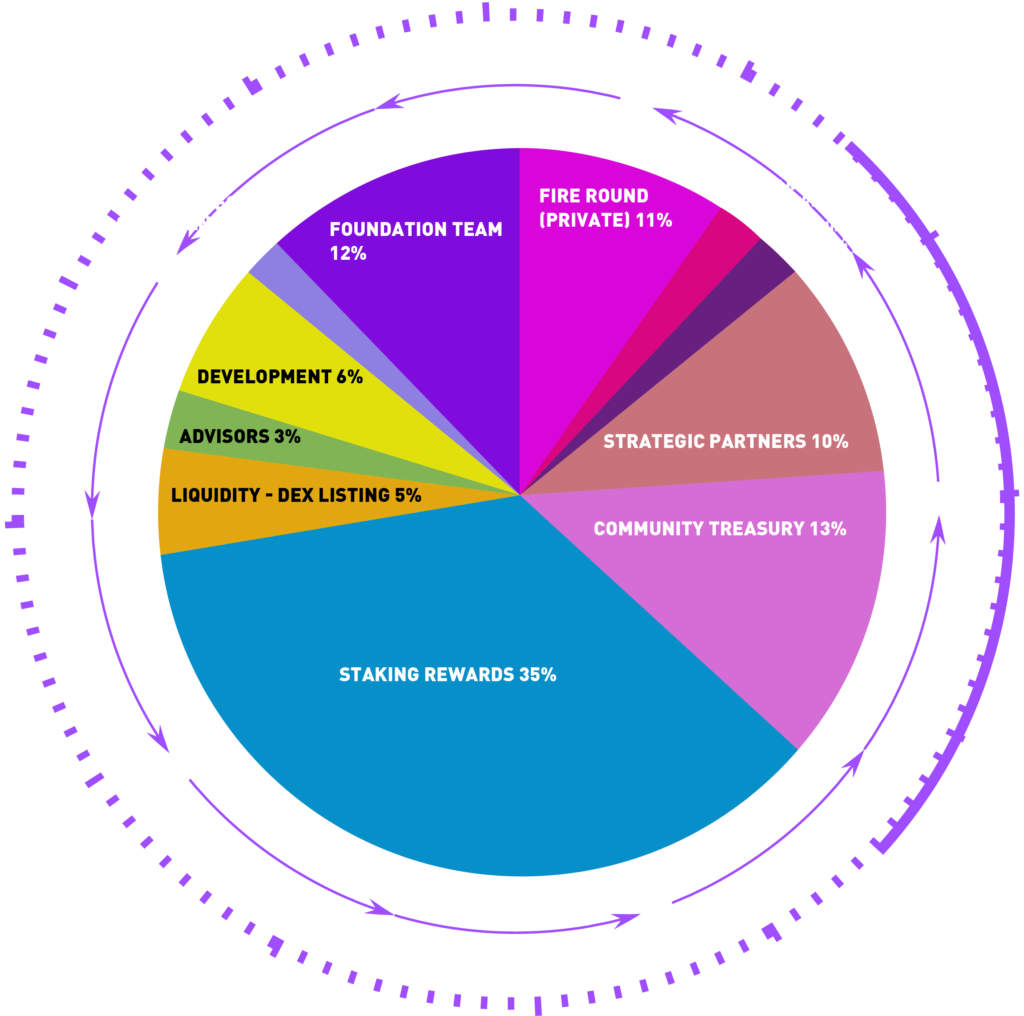 FIRE ROUND
(PRIVATE) 11%
FOUNDATION TEAM
12%
DEVELOPMENT 6%
ADVISORS 3%
STRATEGIC PARTNERS 10%
LIQUIDITY - DEX LISTING 5%
COMMUNITY TREASURY 13%
STAKING REWARDS 35%